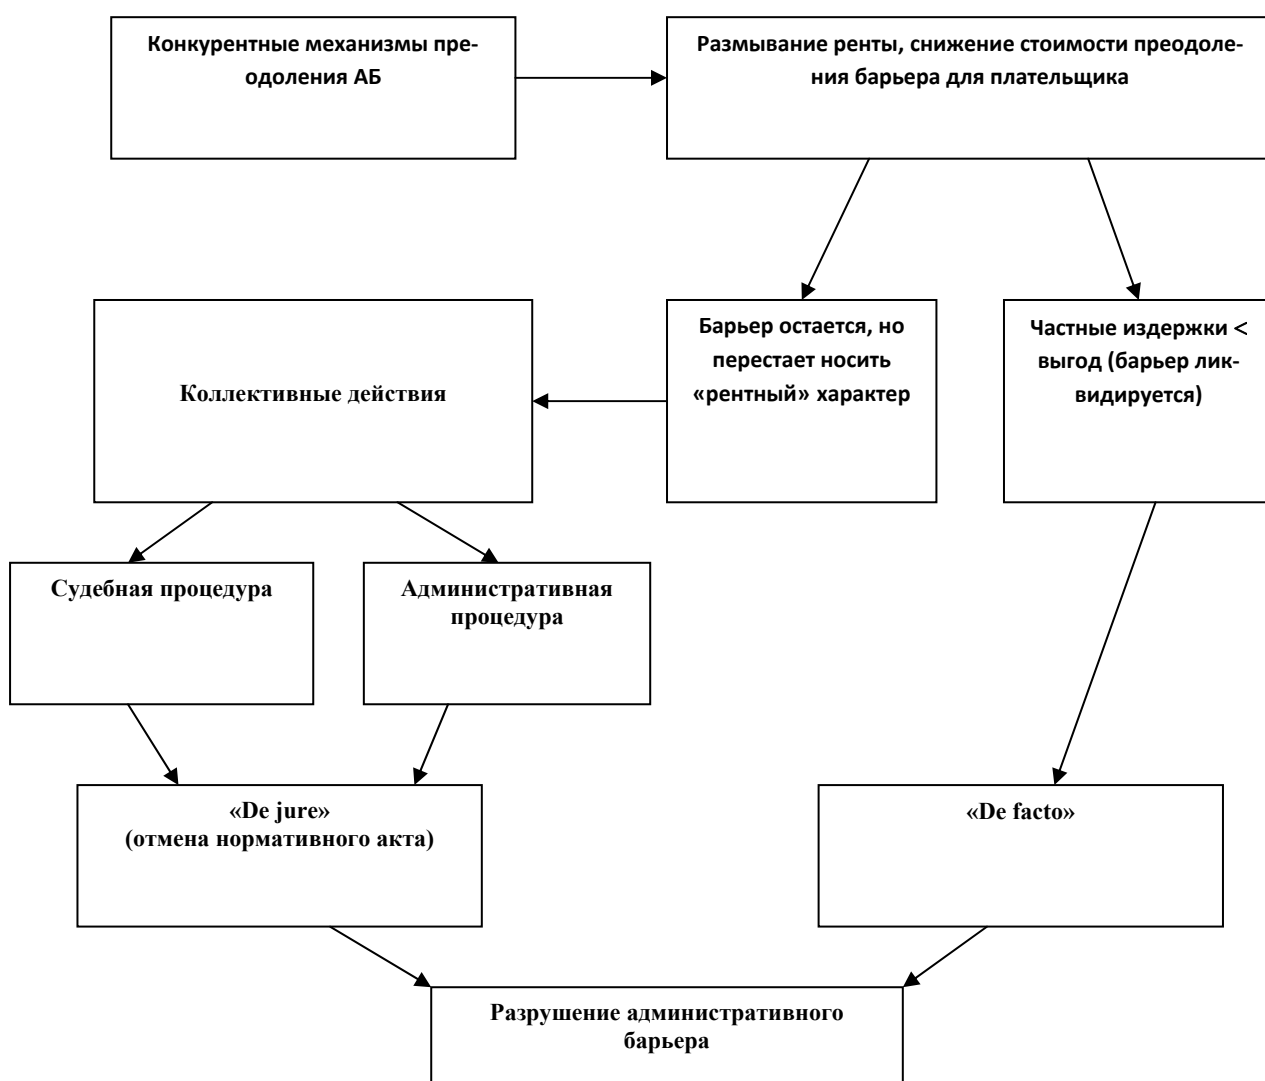 Конкурентные механизмы пре-
одоления АБ
Размывание ренты, снижение стоимости преодоле-
ния барьера для плательщика
Коллективные действия
Барьер остается, но
перестает носить
«рентный» характер
Частные издержки <
выгод (барьер лик-
видируется)
Судебная процедура
Административная
процедура
«De jure»
(отмена нормативного акта)
«De facto»
Разрушение административного
барьера